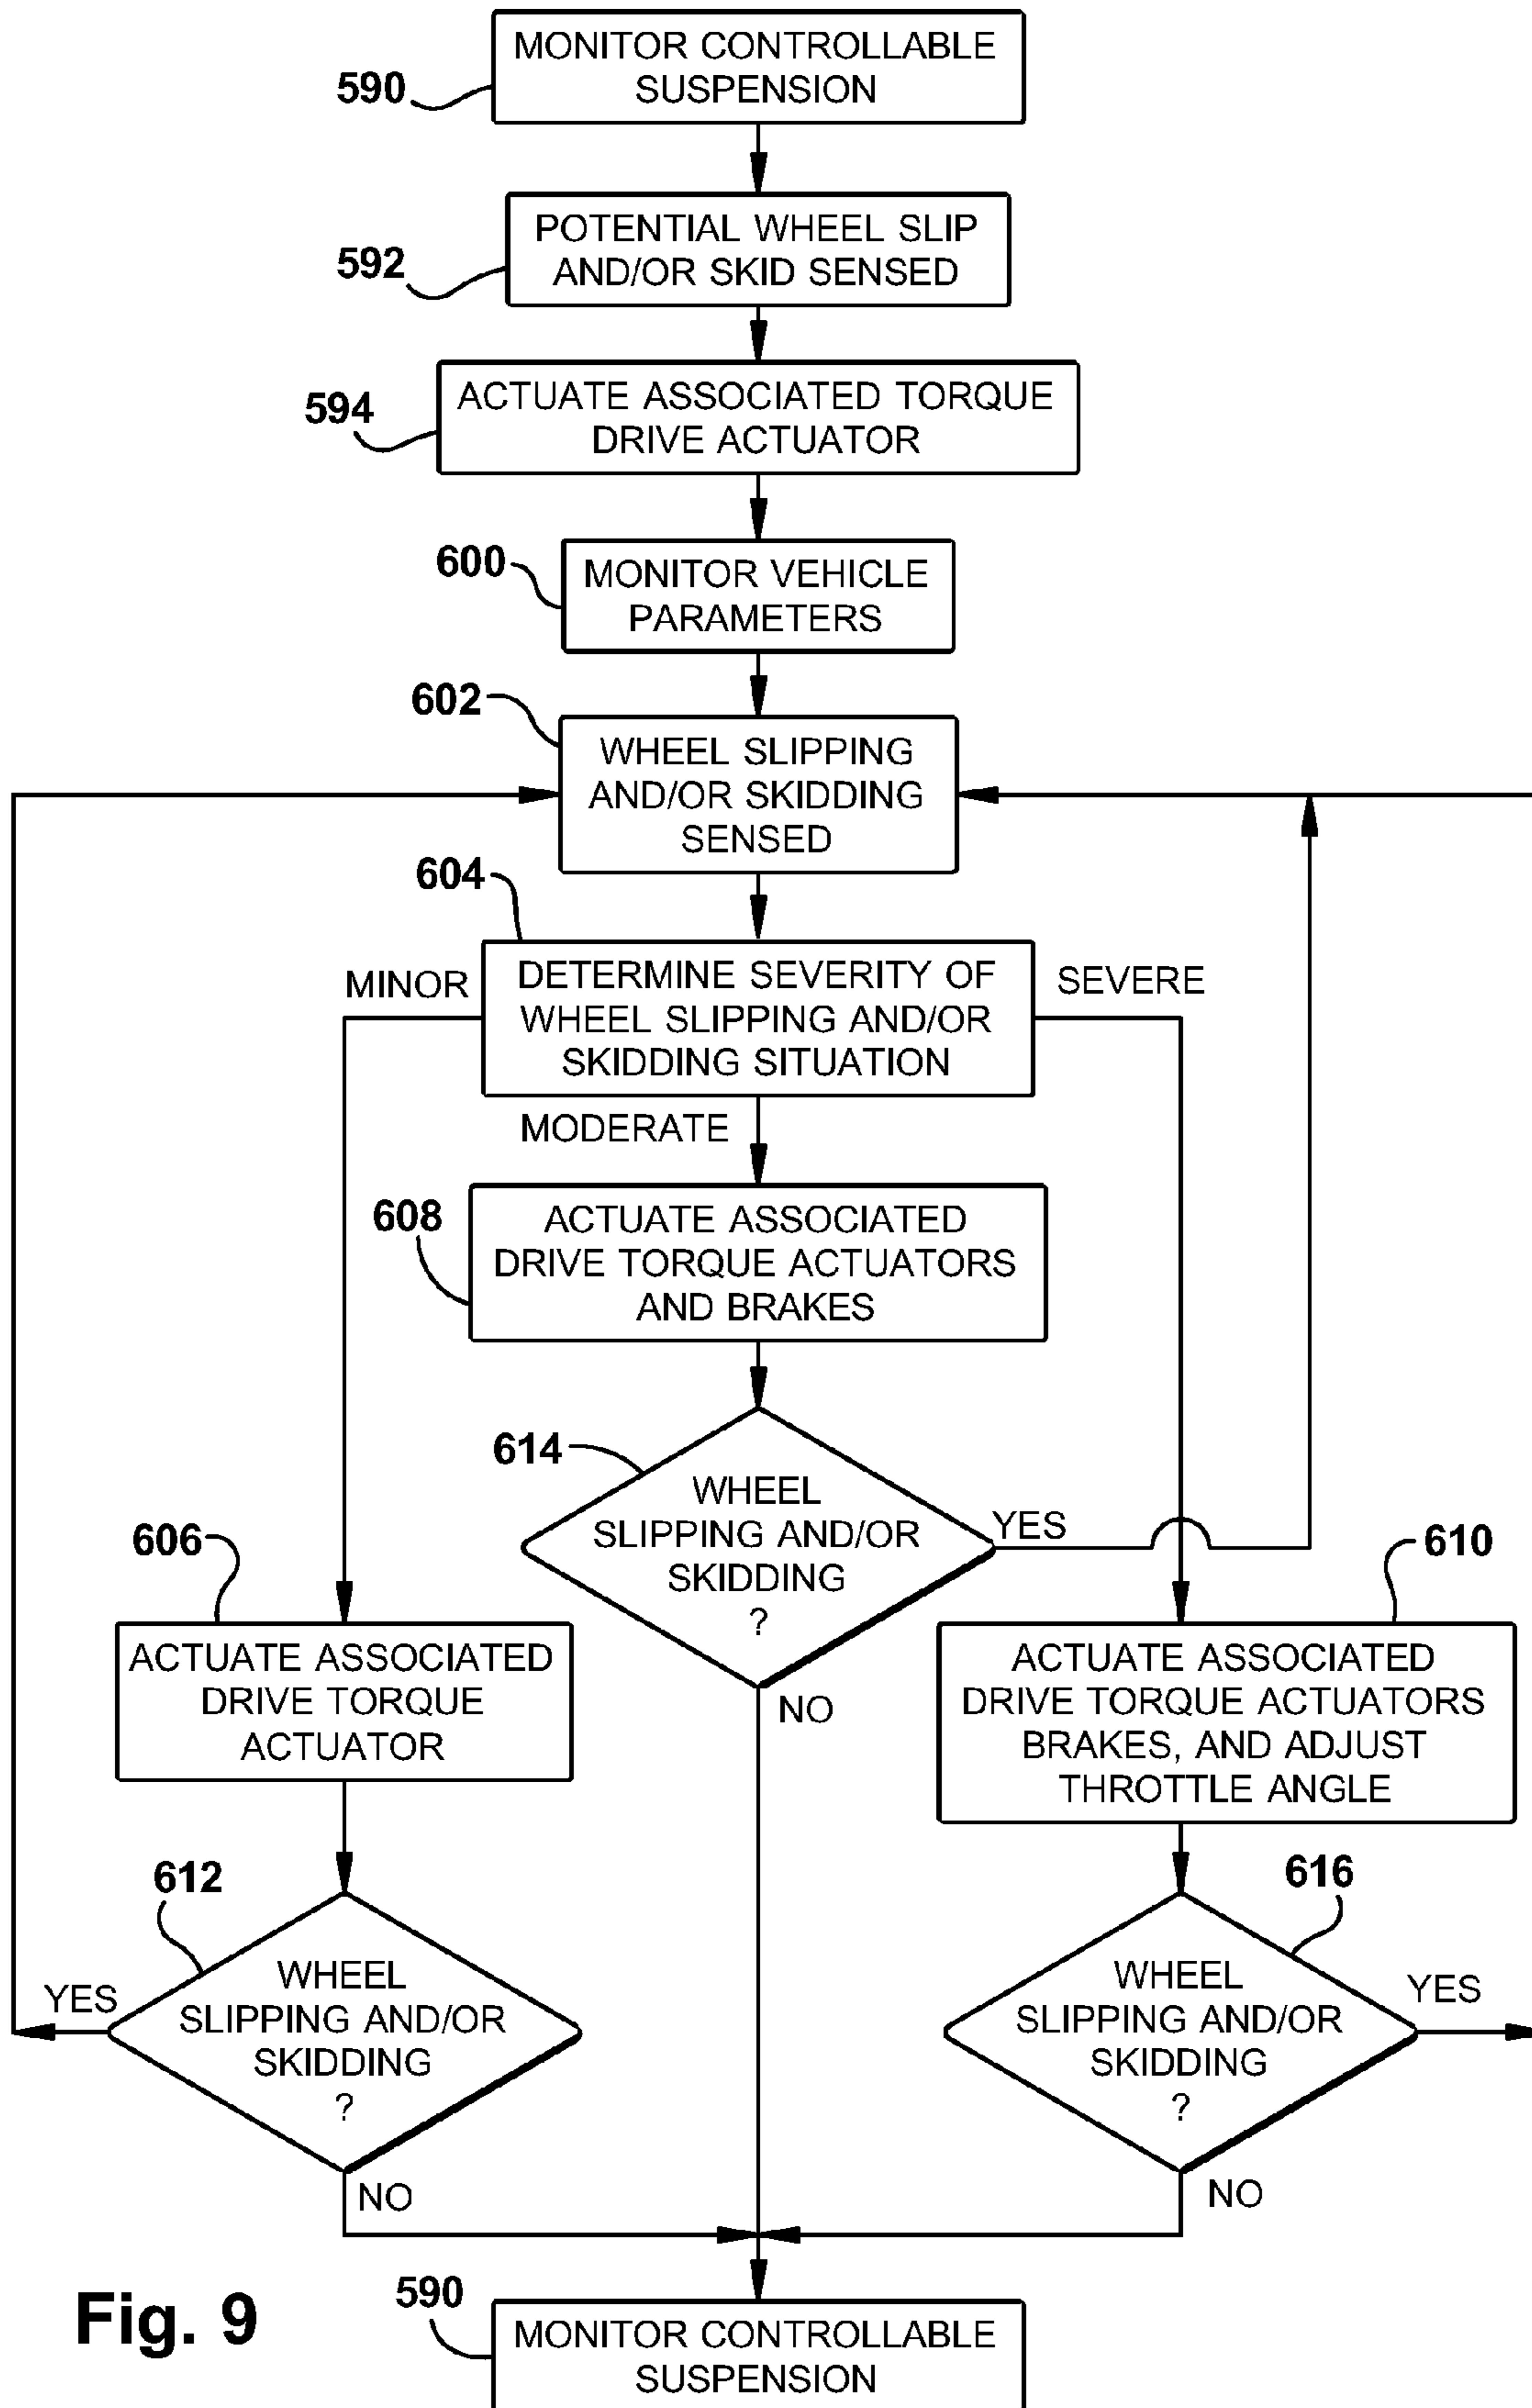 MONITOR CONTROLLABLE
SUSPENSION
590
POTENTIAL WHEEL SLIP
AND/OR SKID SENSED
592
ACTUATE ASSOCIATED TORQUE
DRIVE ACTUATOR
594
MONITOR VEHICLE
PARAMETERS
600
602
WHEEL SLIPPING
AND/OR SKIDDING
SENSED
604
MINOR
DETERMINE SEVERITY OF
WHEEL SLIPPING AND/OR
SKIDDING SITUATION
SEVERE
MODERATE
608
ACTUATE ASSOCIATED
DRIVE TORQUE ACTUATORS
AND BRAKES
614
WHEEL
SLIPPING AND/OR
SKIDDING
?
YES
NO
606
ACTUATE ASSOCIATED
DRIVE TORQUE
ACTUATOR
610
ACTUATE ASSOCIATED
DRIVE TORQUE ACTUATORS
BRAKES, AND ADJUST
THROTTLE ANGLE
612
WHEEL
SLIPPING AND/OR
SKIDDING
?
YES
NO
616
WHEEL
SLIPPING AND/OR
SKIDDING
?
YES
NO
590
MONITOR CONTROLLABLE
SUSPENSION
Fig. 9